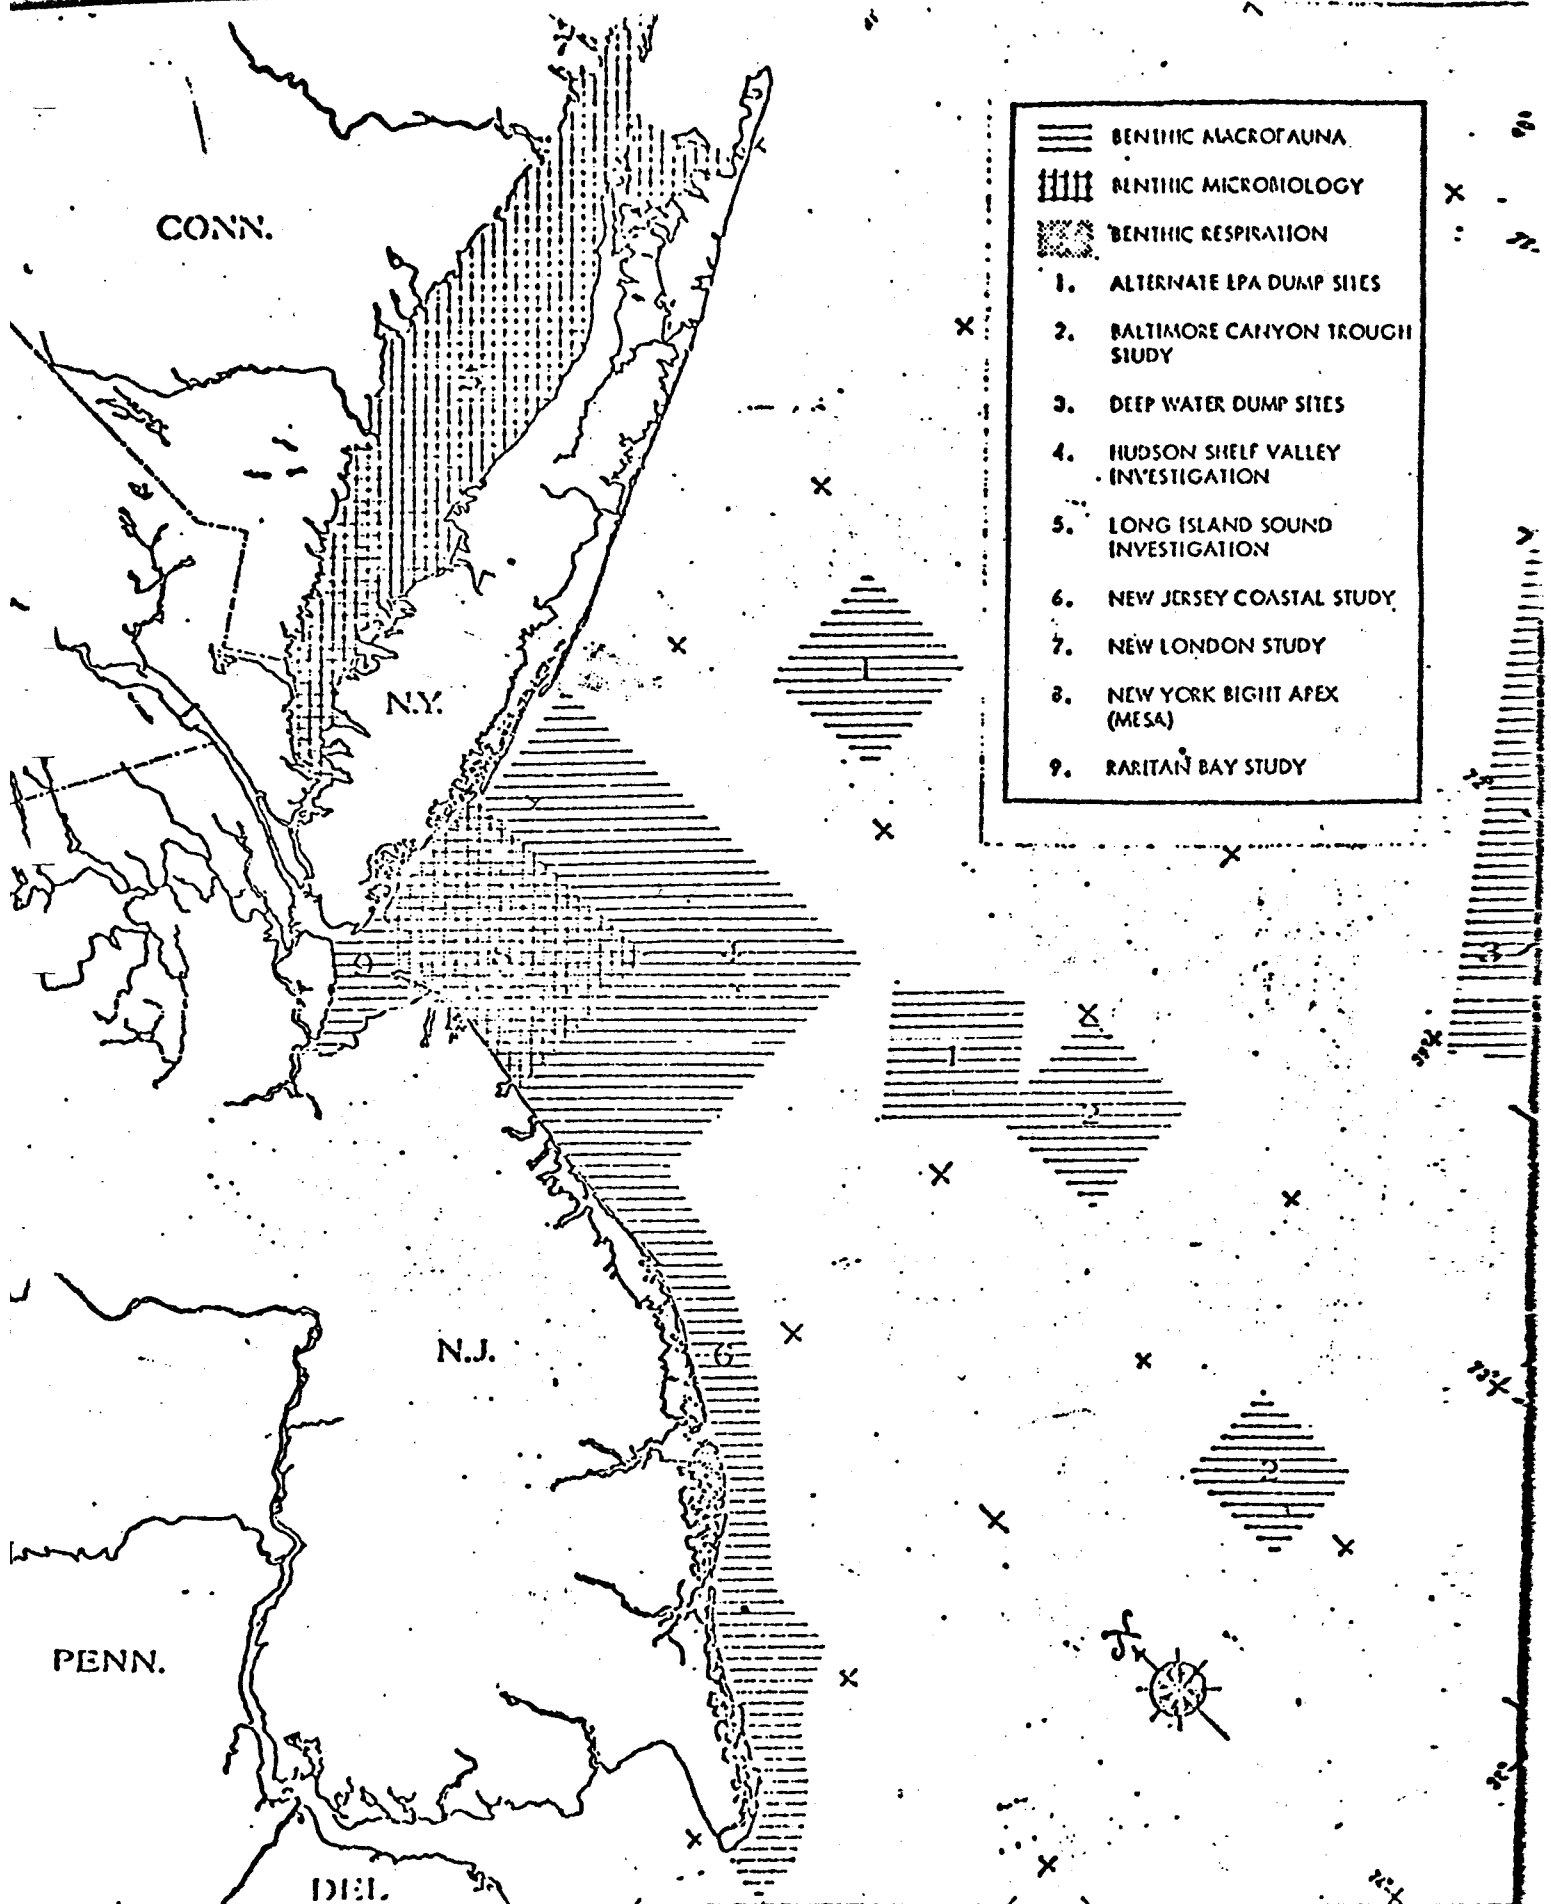 CONN.
N.Y.
N.J.
PENN.
DEL.
BENTHIC MACROFAUNA
BENTHIC MICROBIOLOGY
BENTHIC RESPIRATION
1. ALTERNATE EPA DUMP SITES
2. BALTIMORE CANYON TROUGH
STUDY
3. DEEP WATER DUMP SITES
4. HUDSON SHELF VALLEY
INVESTIGATION
5. LONG ISLAND SOUND
INVESTIGATION
6. NEW JERSEY COASTAL STUDY
7. NEW LONDON STUDY
8. NEW YORK BIGHT APEX
(MESA)
9. RARITAN BAY STUDY
1
1
2
2
3
6
9